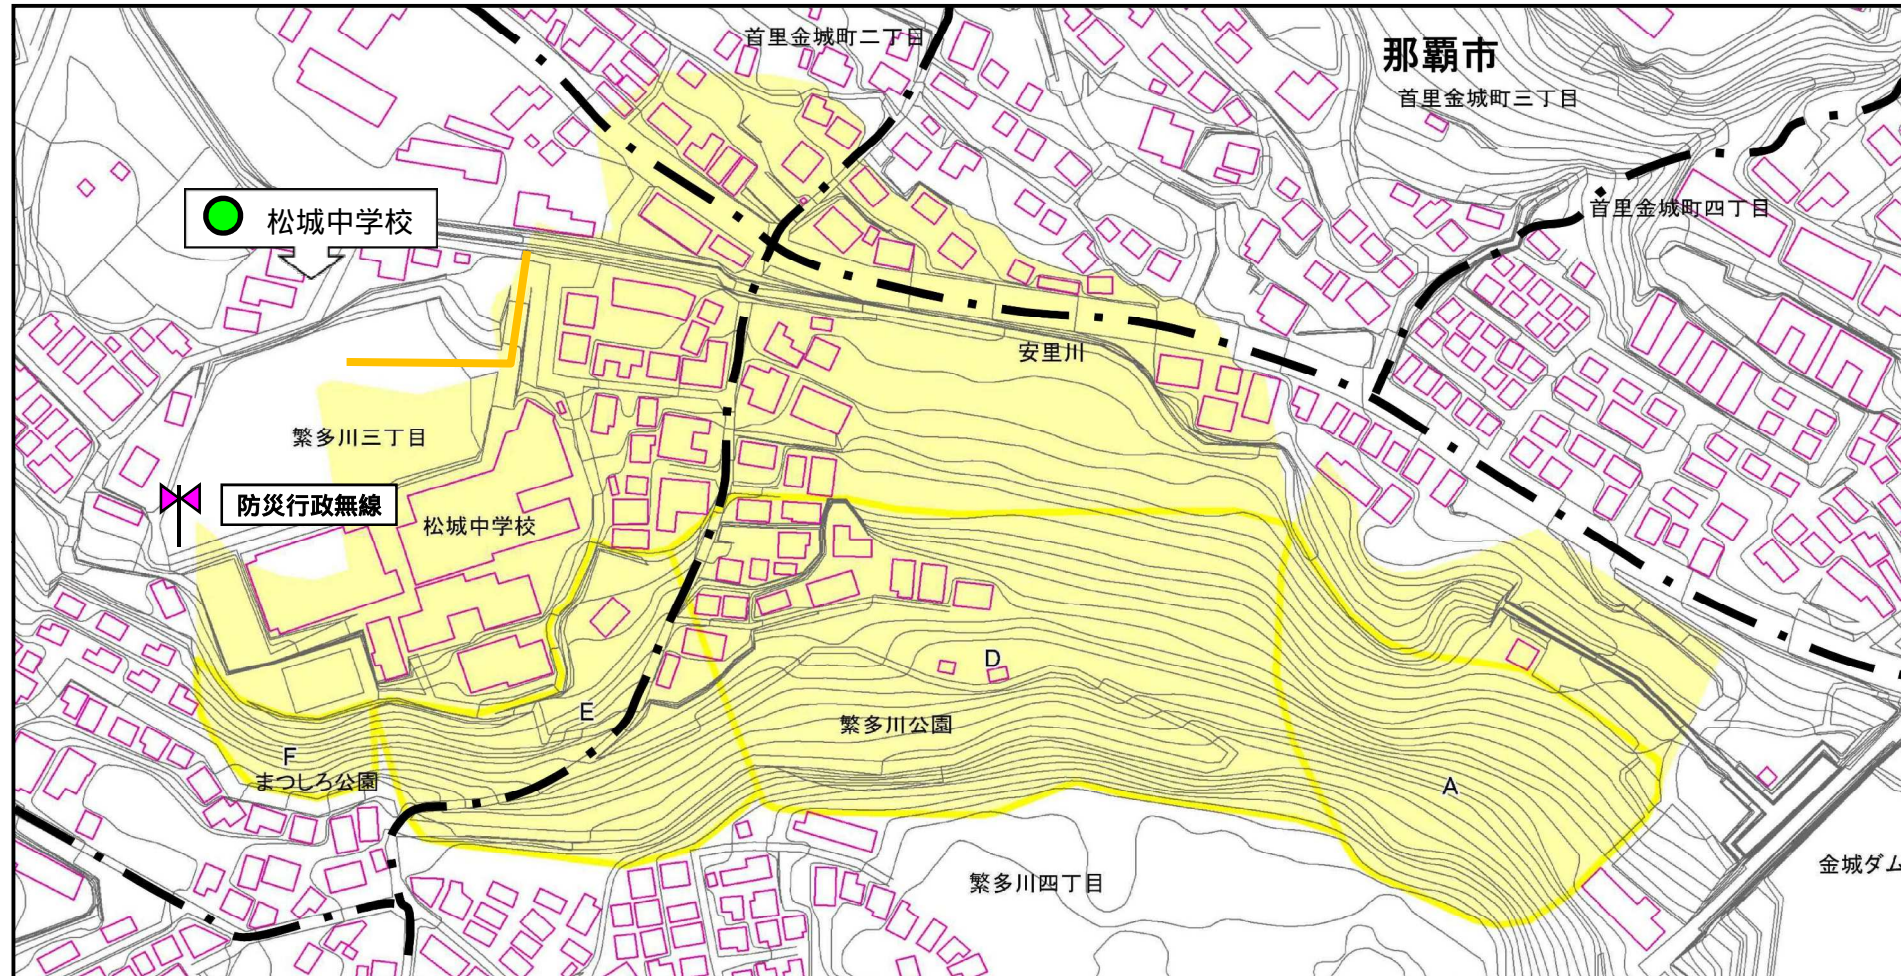 首里金城町二丁目
那覇市
首里金城町三丁目
首里金城町四丁目
松城中学校
安里川
繁多川三丁目
防災行政無線
松城中学校
D
E
繁多川公園
F
まつしろ公園
A
金城ダム
繁多川四丁目